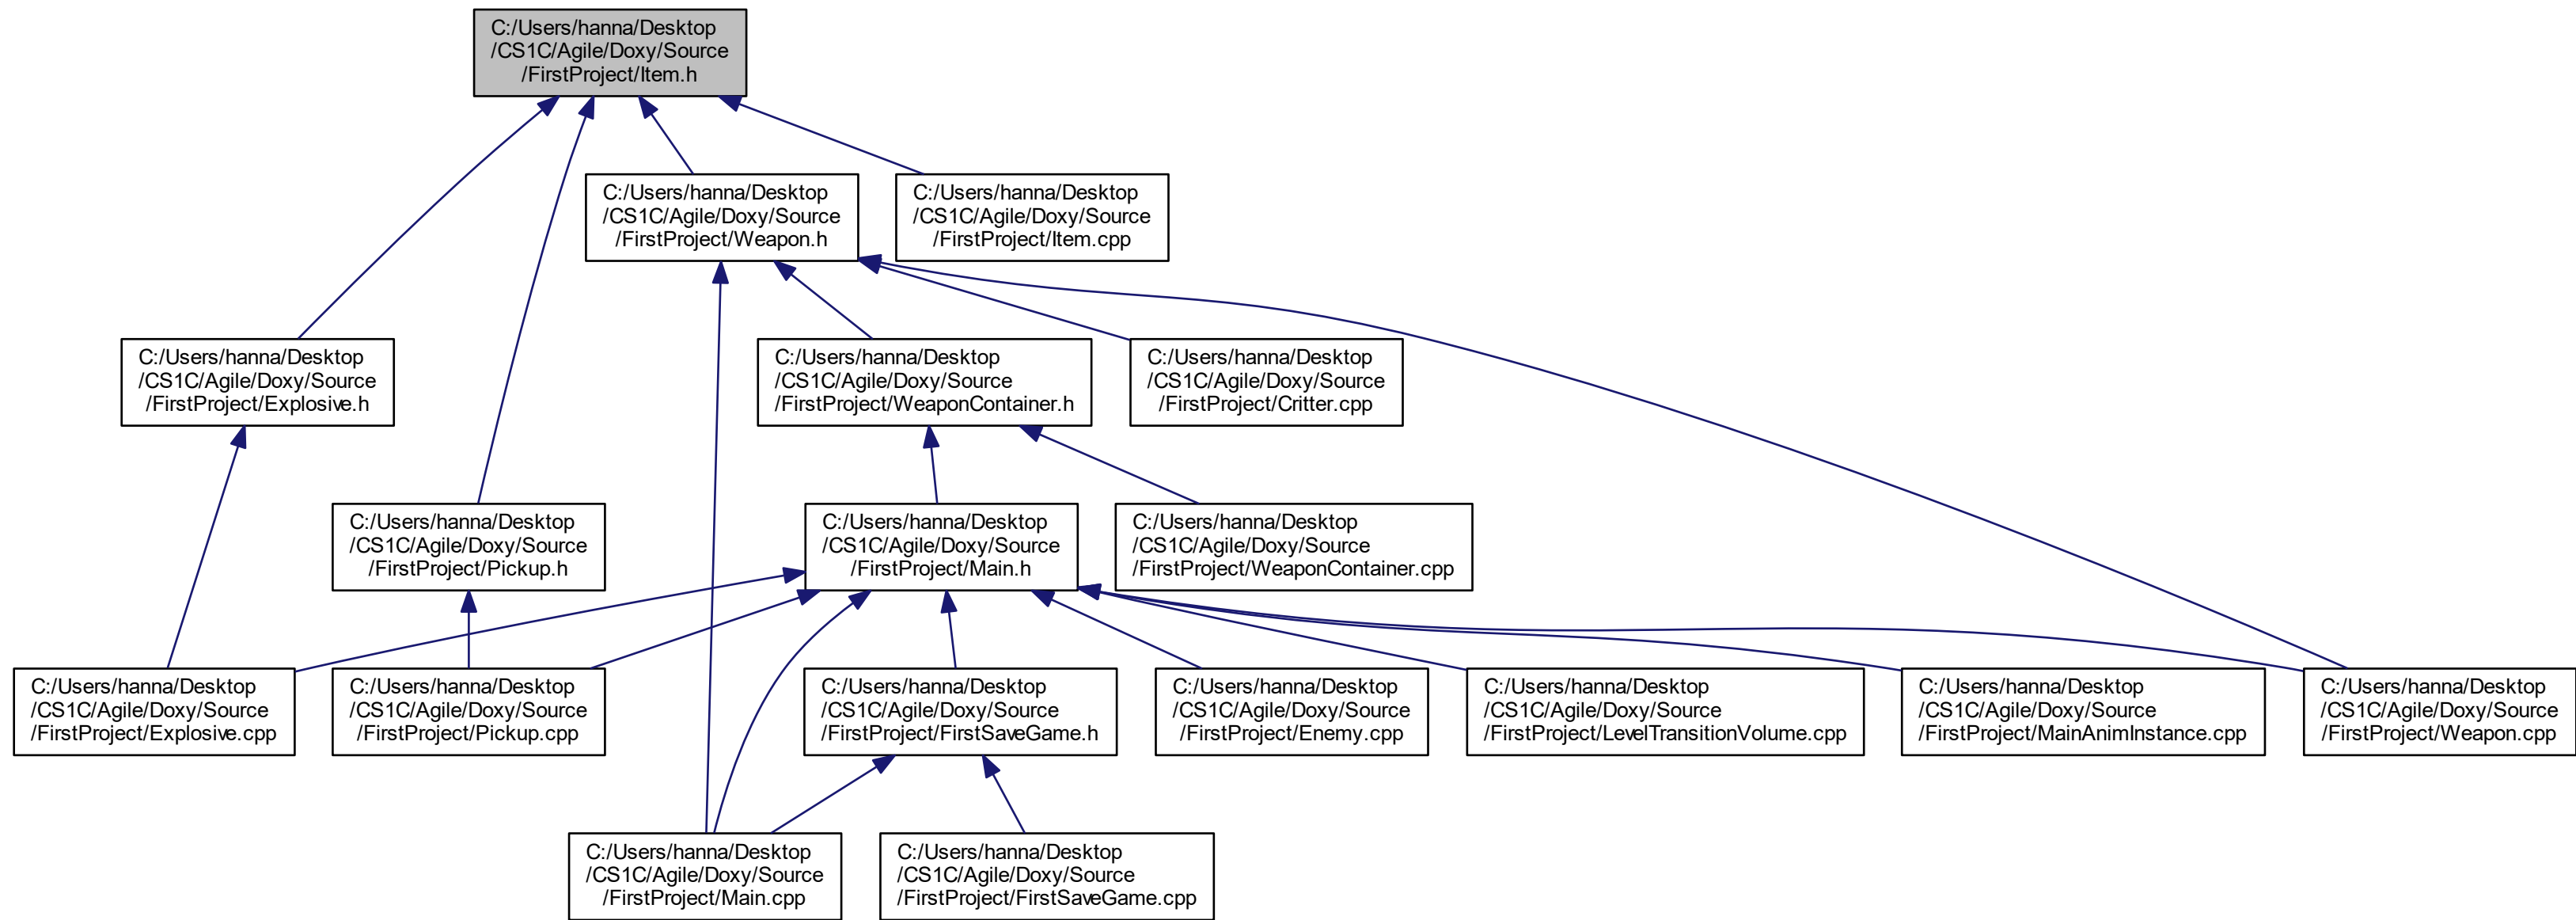 C:/Users/hanna/Desktop
/CS1C/Agile/Doxy/Source
/FirstProject/Item.h
C:/Users/hanna/Desktop
/CS1C/Agile/Doxy/Source
/FirstProject/Weapon.h
C:/Users/hanna/Desktop
/CS1C/Agile/Doxy/Source
/FirstProject/Item.cpp
C:/Users/hanna/Desktop
/CS1C/Agile/Doxy/Source
/FirstProject/Explosive.h
C:/Users/hanna/Desktop
/CS1C/Agile/Doxy/Source
/FirstProject/WeaponContainer.h
C:/Users/hanna/Desktop
/CS1C/Agile/Doxy/Source
/FirstProject/Critter.cpp
C:/Users/hanna/Desktop
/CS1C/Agile/Doxy/Source
/FirstProject/Pickup.h
C:/Users/hanna/Desktop
/CS1C/Agile/Doxy/Source
/FirstProject/Main.h
C:/Users/hanna/Desktop
/CS1C/Agile/Doxy/Source
/FirstProject/WeaponContainer.cpp
C:/Users/hanna/Desktop
/CS1C/Agile/Doxy/Source
/FirstProject/Explosive.cpp
C:/Users/hanna/Desktop
/CS1C/Agile/Doxy/Source
/FirstProject/Pickup.cpp
C:/Users/hanna/Desktop
/CS1C/Agile/Doxy/Source
/FirstProject/FirstSaveGame.h
C:/Users/hanna/Desktop
/CS1C/Agile/Doxy/Source
/FirstProject/Enemy.cpp
C:/Users/hanna/Desktop
/CS1C/Agile/Doxy/Source
/FirstProject/LevelTransitionVolume.cpp
C:/Users/hanna/Desktop
/CS1C/Agile/Doxy/Source
/FirstProject/MainAnimInstance.cpp
C:/Users/hanna/Desktop
/CS1C/Agile/Doxy/Source
/FirstProject/Weapon.cpp
C:/Users/hanna/Desktop
/CS1C/Agile/Doxy/Source
/FirstProject/Main.cpp
C:/Users/hanna/Desktop
/CS1C/Agile/Doxy/Source
/FirstProject/FirstSaveGame.cpp